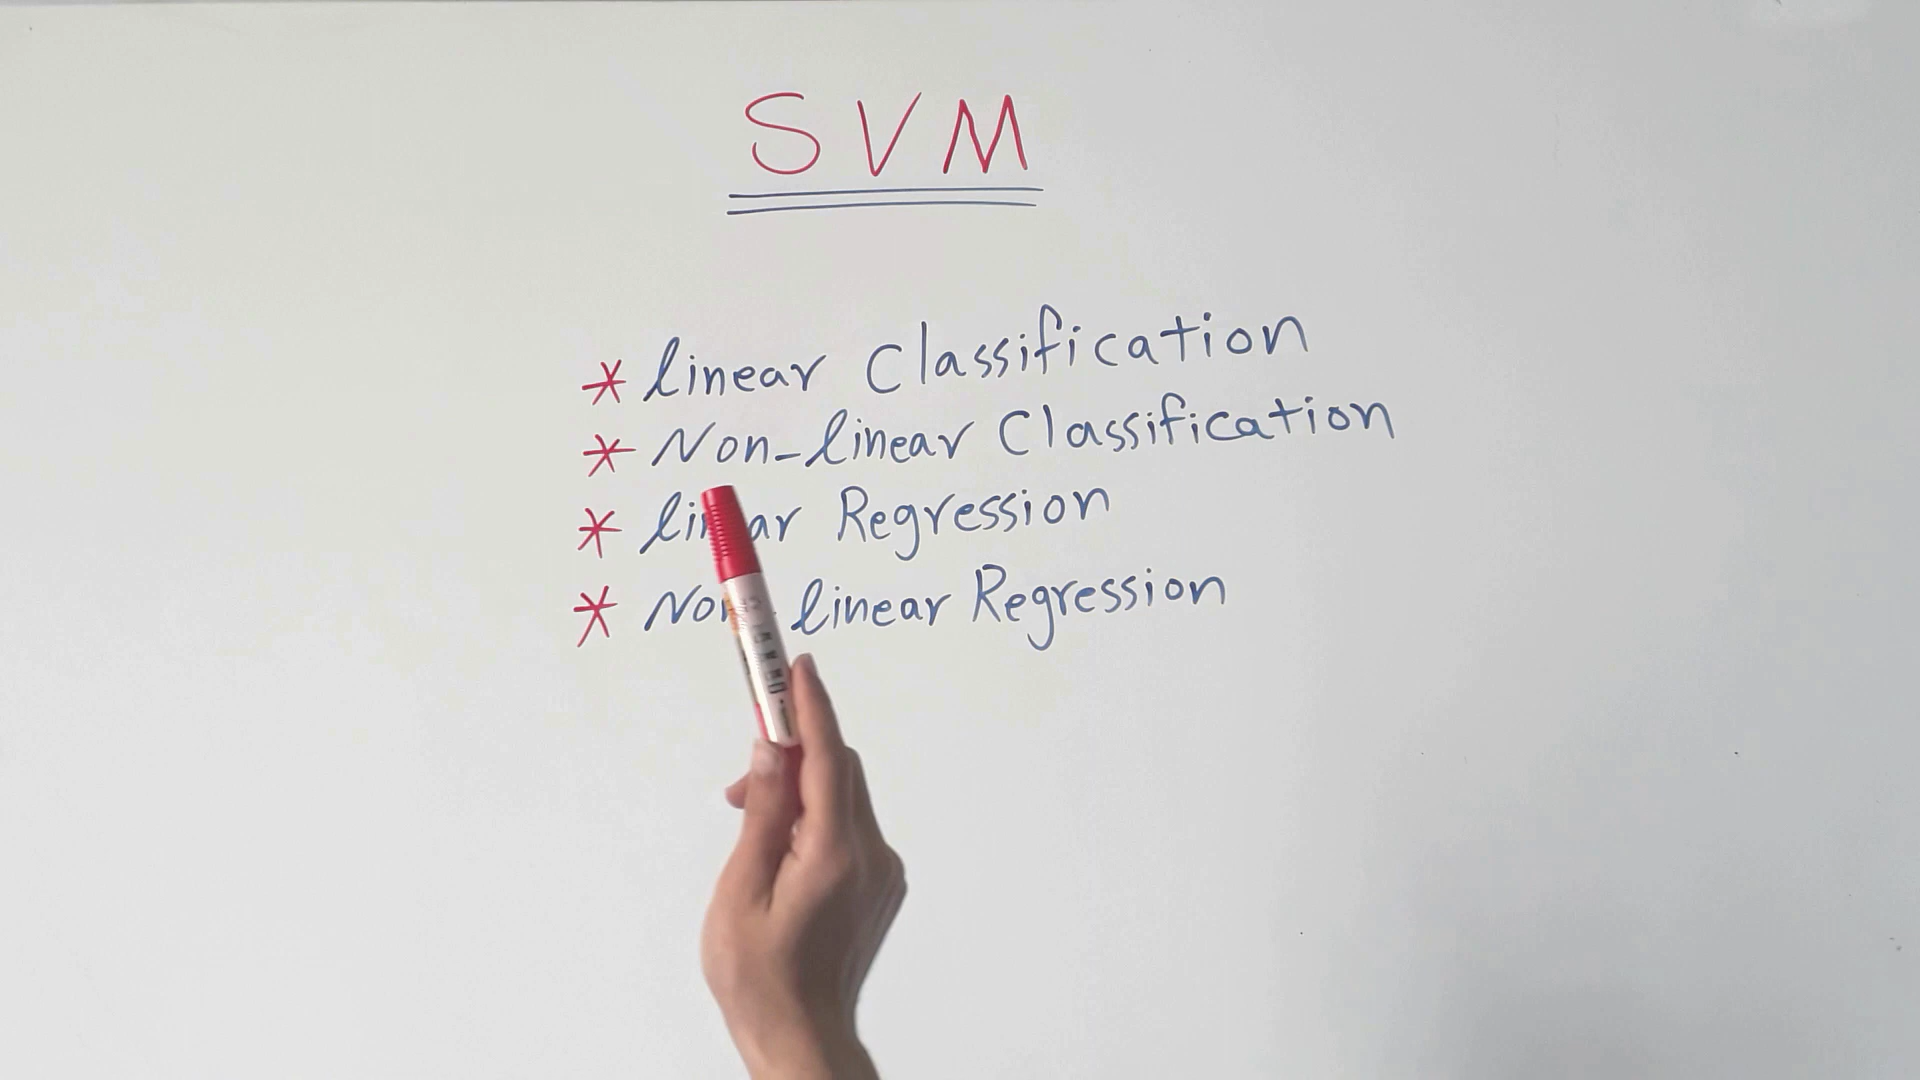 SVM
* linear Classification
* Non-linear Classification
* Regression
* linear Regression